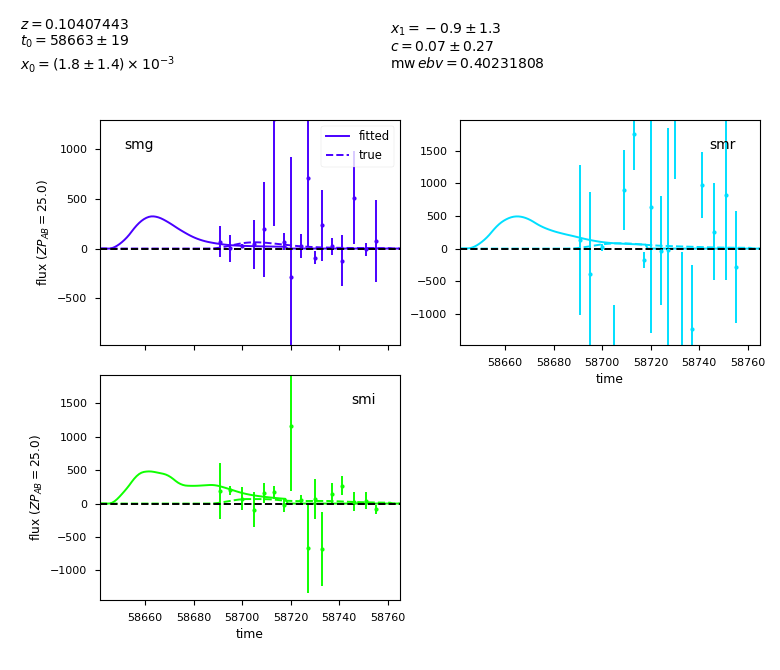 z = 0.10407443
t₀ = 58663 ± 19
x₀ = (1.8 ± 1.4) × 10⁻³
x₁ = −0.9 ± 1.3
c = 0.07 ± 0.27
mw ebv = 0.40231808
smg
fitted
true
1000
500
0
−500
flux (ZP_AB = 25.0)
smr
1500
1000
500
0
−500
−1000
58660 58680 58700 58720 58740 58760
time
smi
1500
1000
500
0
−500
−1000
flux (ZP_AB = 25.0)
58660 58680 58700 58720 58740 58760
time